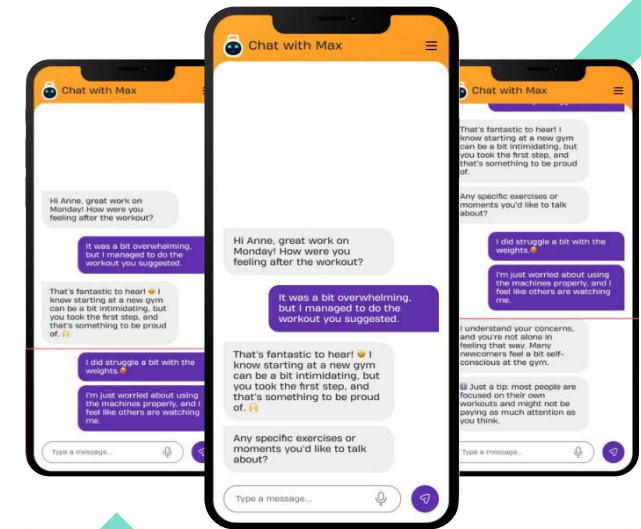 Chat with Max
Hi Anne, great work on
Monday! How were you
feeling after the workout?
It was a bit overwhelming,
but I managed to do the
workout you suggested.
That's fantastic to hear! 🤩 I
know starting at a new gym
can be a bit intimidating, but
you took the first step, and
that's something to be proud
of. 🙌
I did struggle a bit with the
weights.🥵
I'm just worried about using
the machines properly, and I
feel like others are watching
me.
Type a message...
Chat with Max
Hi Anne, great work on
Monday! How were you
feeling after the workout?
It was a bit overwhelming,
but I managed to do the
workout you suggested.
That's fantastic to hear! 🤩 I
know starting at a new gym
can be a bit intimidating, but
you took the first step, and
that's something to be proud
of. 🙌
Any specific exercises or
moments you'd like to talk
about?
Type a message...
Chat with Max
That's fantastic to hear! I
know starting at a new gym
can be a bit intimidating, but
you took the first step, and
that's something to be proud
of.
Any specific exercises or
moments you'd like to talk
about?
I did struggle a bit with the
weights.🥵
I'm just worried about using
the machines properly, and I
feel like others are watching
me.
I understand your concerns,
and you're not alone in
feeling that way. Many
newcomers feel a bit self-
conscious at the gym.
ℹ️ Just a tip: most people are
focused on their own
workouts and might not be
paying as much attention as
you think.
Type a message...